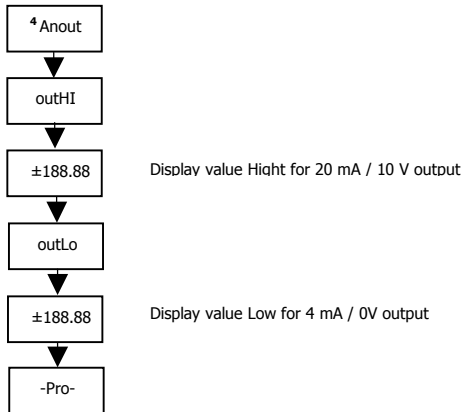 ⁴ Anout
outHI
±188.88 Display value Hight for 20 mA / 10 V output
outLo
±188.88 Display value Low for 4 mA / 0V output
-Pro-